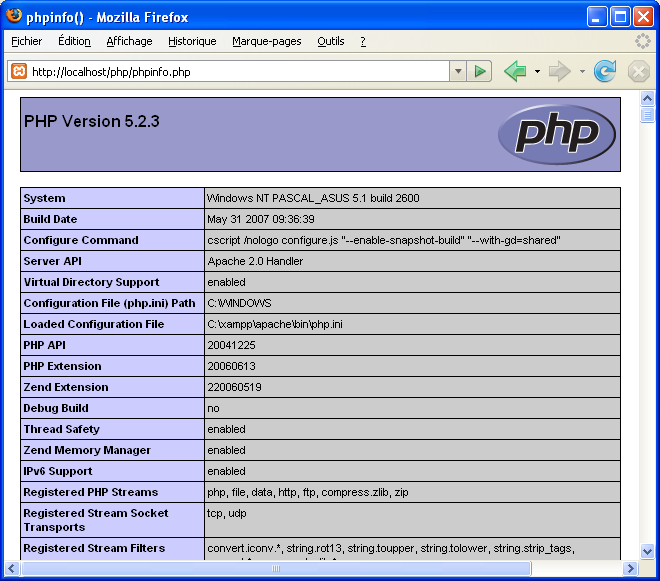 phpinfo() - Mozilla Firefox
Fichier Édition Affichage Historique Marque-pages Outils ?
http://localhost/php/phpinfo.php
PHP Version 5.2.3
php
System Windows NT PASCAL_ASUS 5.1 build 2600
Build Date May 31 2007 09:36:39
Configure Command cscript /nologo configure.js "--enable-snapshot-build" "--with-gd=shared"
Server API Apache 2.0 Handler
Virtual Directory Support enabled
Configuration File (php.ini) Path C:\WINDOWS
Loaded Configuration File C:\xampp\apache\bin\php.ini
PHP API 20041225
PHP Extension 20060613
Zend Extension 220060519
Debug Build no
Thread Safety enabled
Zend Memory Manager enabled
IPv6 Support enabled
Registered PHP Streams php, file, data, http, ftp, compress.zlib, zip
Registered Stream Socket tcp, udp
Transports
Registered Stream Filters convert.iconv.*, string.rot13, string.toupper, string.tolower, string.strip_tags,